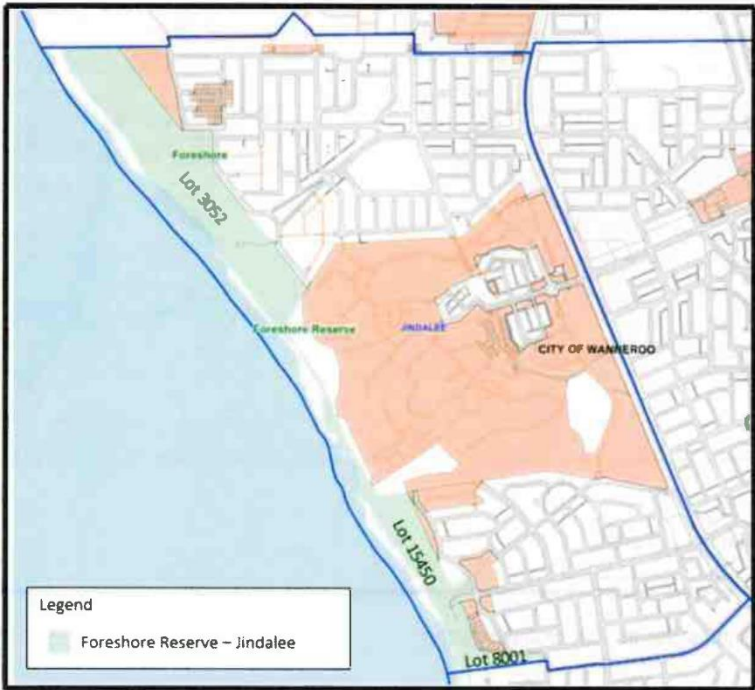 Foreshore
Lot 3052
Foreshore Reserve
JINDALEE
CITY OF WANNEROO
Lot 15450
Lot 8001
Legend
Foreshore Reserve – Jindalee